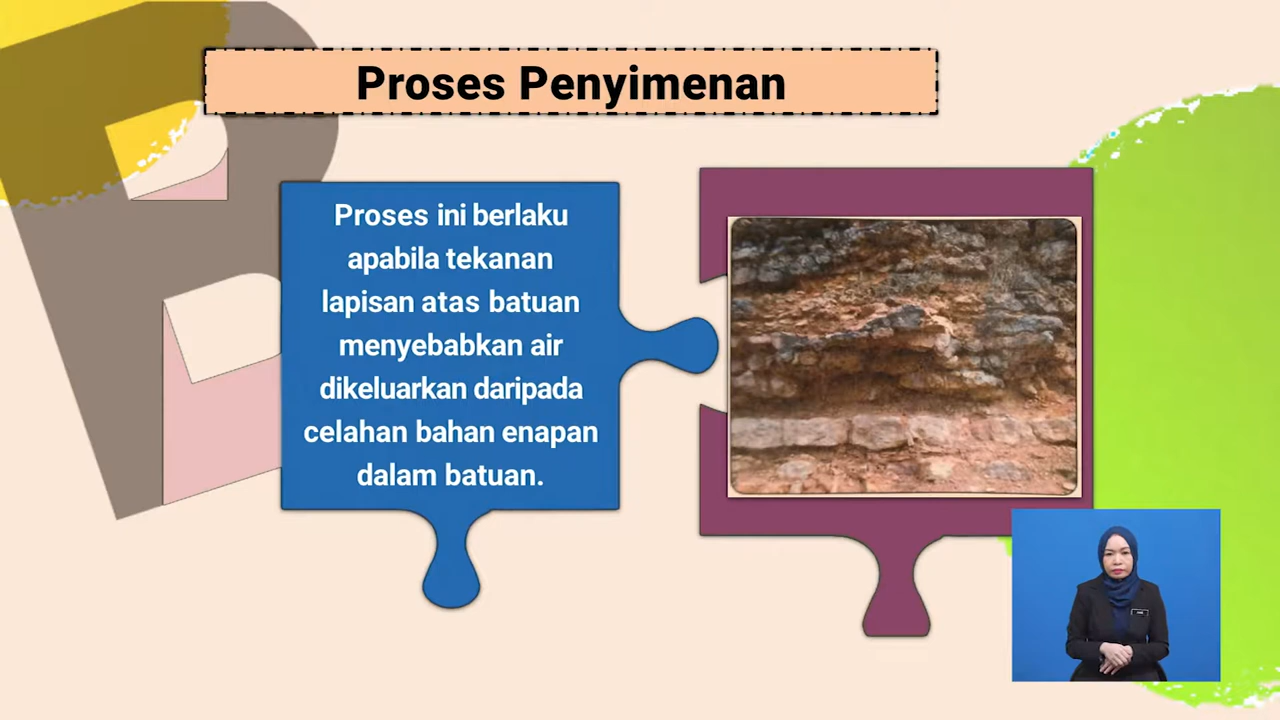 Proses Penyimenan
Proses ini berlaku
apabila tekanan
lapisan atas batuan
menyebabkan air
dikeluarkan daripada
celahan bahan enapan
dalam batuan.